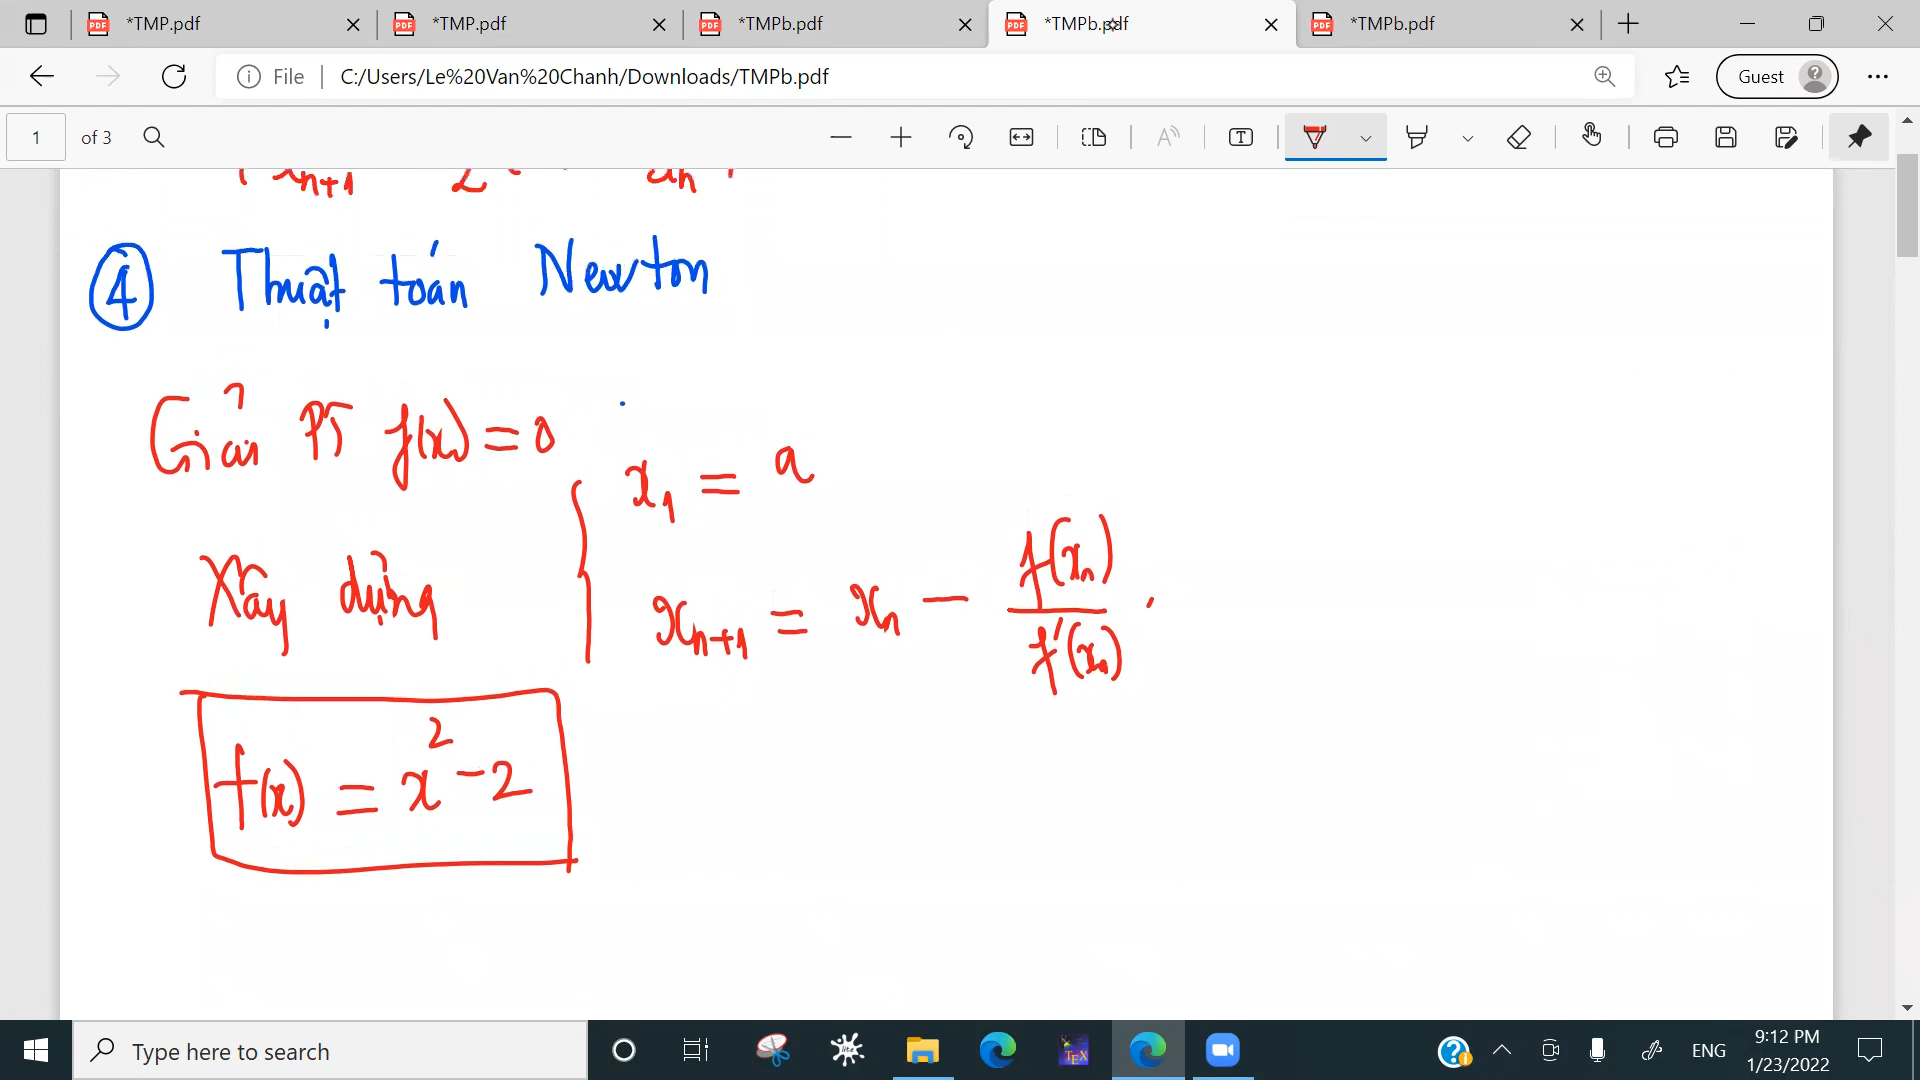 *TMP.pdf *TMP.pdf *TMPb.pdf *TMPb.pdf *TMPb.pdf
File C:/Users/Le%20Van%20Chanh/Downloads/TMPb.pdf Guest
1 of 3
④ Thuật toán Newton
Giải PT f(x) = 0
x₁ = a
Xây dựng
xₙ₊₁ = xₙ − f(xₙ)/f'(xₙ) .
f(x) = x² − 2
Type here to search
ENG
9:12 PM
1/23/2022